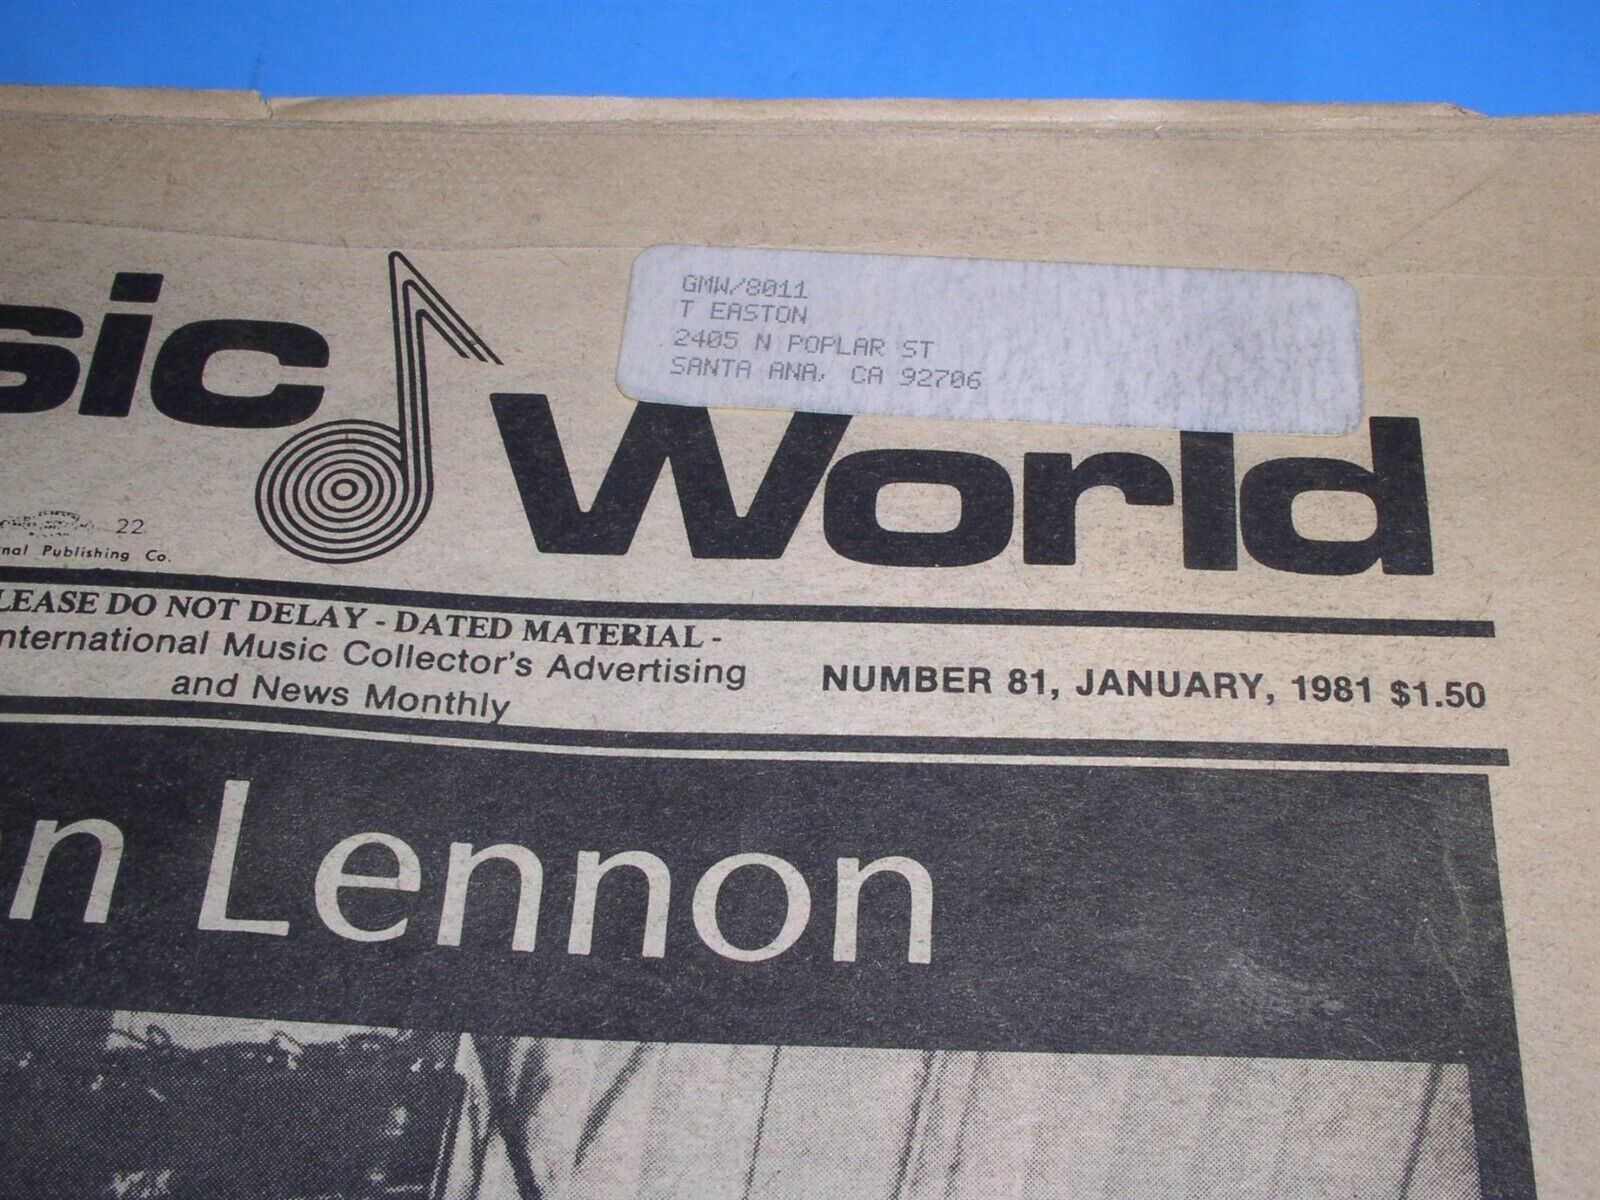 GMW/8011
T EASTON
2405 N POPLAR ST
SANTA ANA, CA 92706
sic World
22
nal Publishing Co.
LEASE DO NOT DELAY - DATED MATERIAL -
nternational Music Collector's Advertising
and News Monthly
NUMBER 81, JANUARY, 1981 $1.50
n Lennon